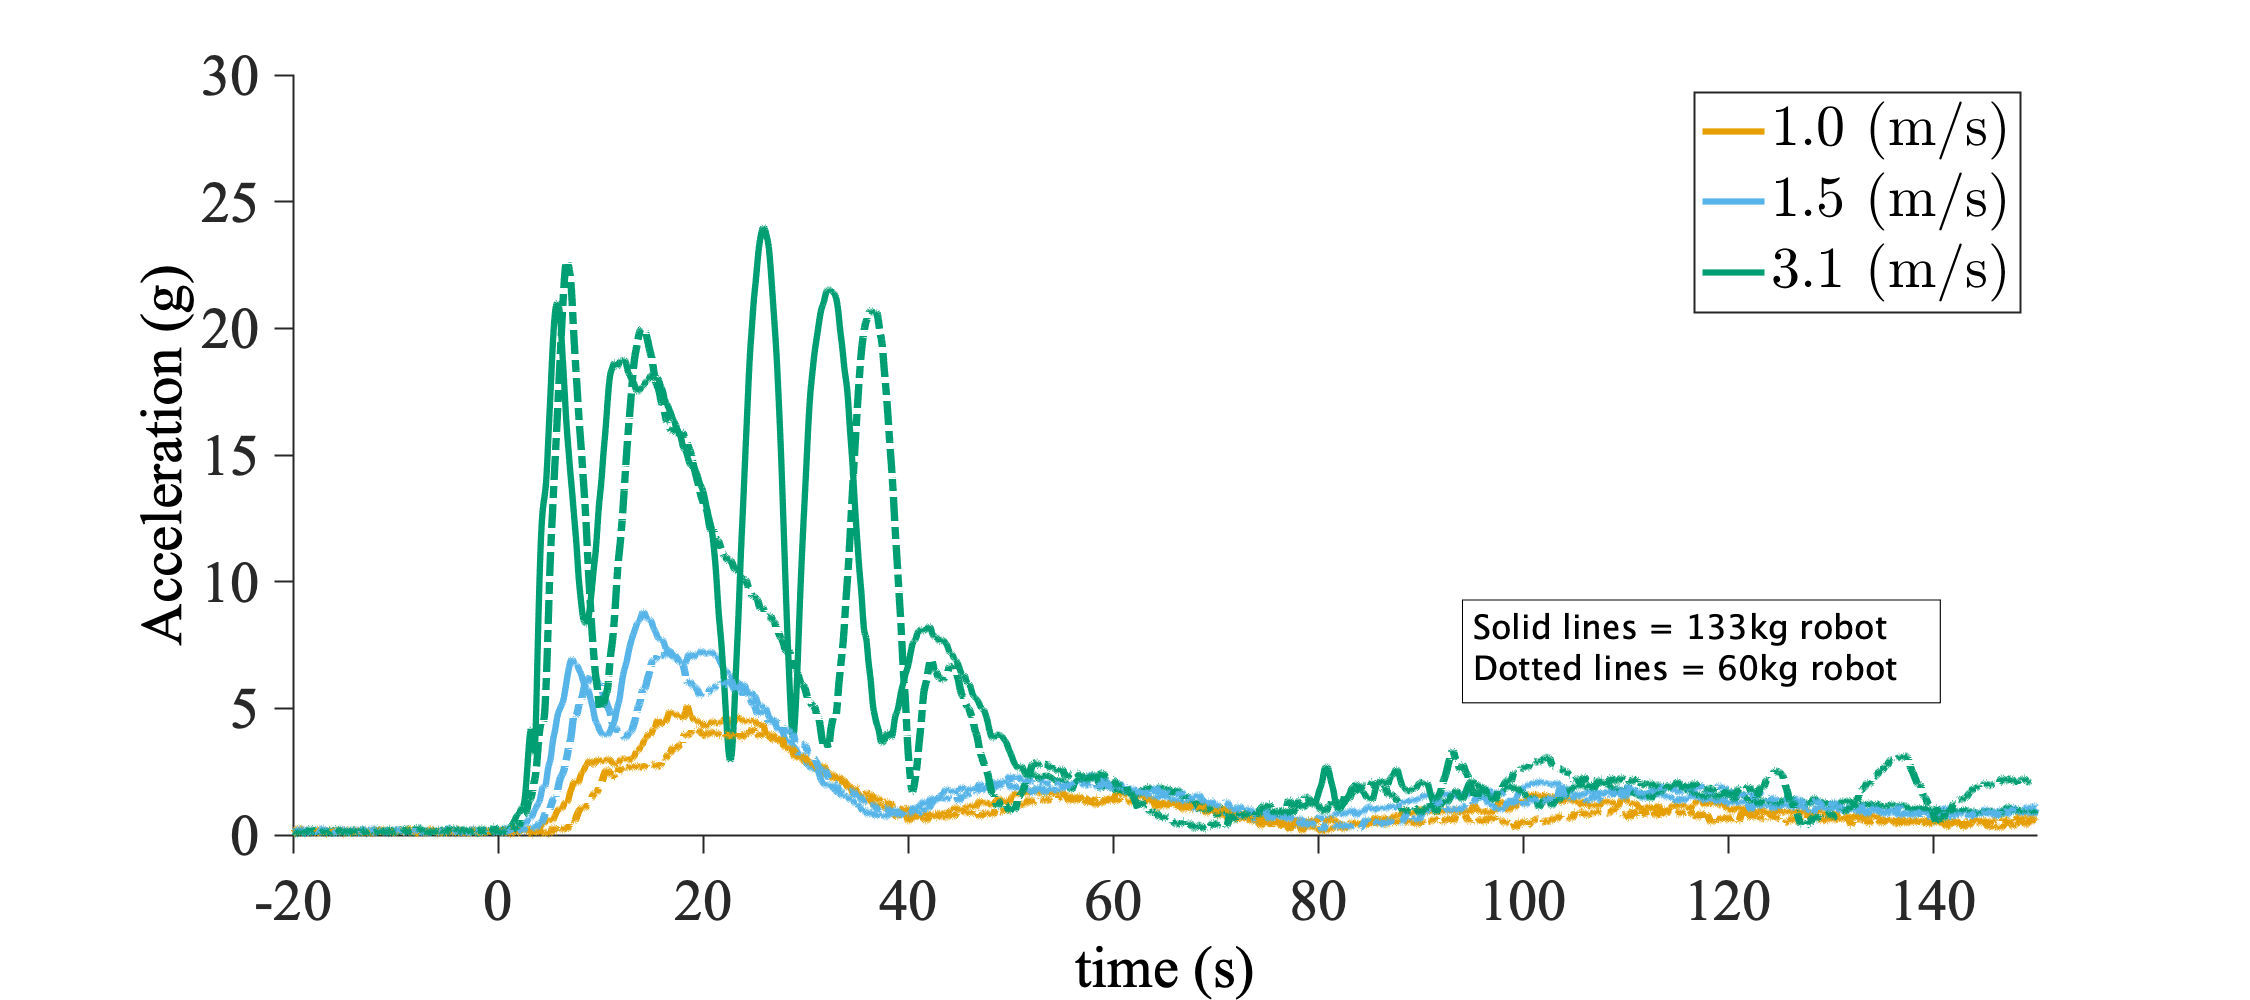 30
25
20
15
10
5
0
Acceleration (g)
1.0 (m/s)
1.5 (m/s)
3.1 (m/s)
Solid lines = 133kg robot
Dotted lines = 60kg robot
-20 0 20 40 60 80 100 120 140
time (s)